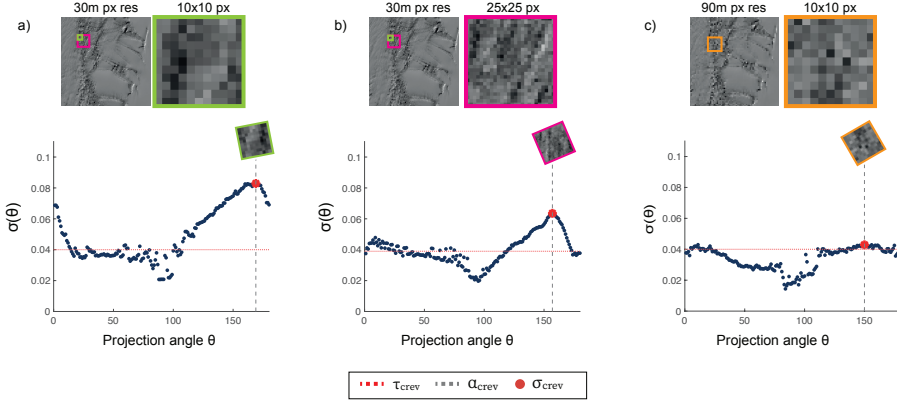 a)
30m px res
10x10 px
σ(θ)
0.1
0.08
0.06
0.04
0.02
0
0 50 100 150
Projection angle θ
b)
30m px res
25x25 px
σ(θ)
0.1
0.08
0.06
0.04
0.02
0
0 50 100 150
Projection angle θ
c)
90m px res
10x10 px
σ(θ)
0.1
0.08
0.06
0.04
0.02
0
0 50 100 150
Projection angle θ
τcrev αcrev σcrev